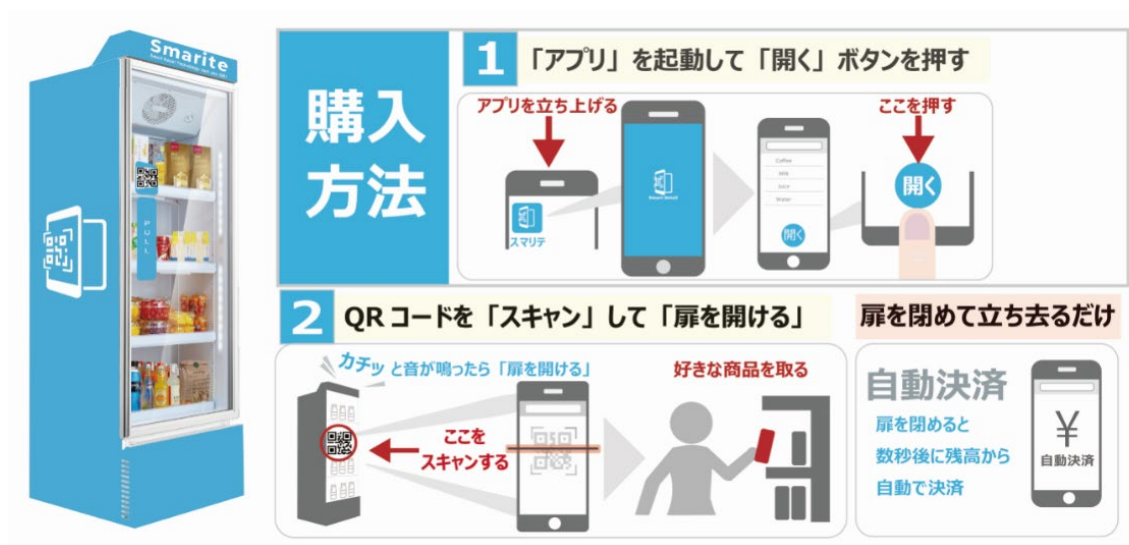 Smarite
PULL
購入
方法
1 「アプリ」を起動して「開く」ボタンを押す
アプリを立ち上げる
スマリテ
Smart Retail
Coffee
Milk
Water
開く
ここを押す
開く
2 QRコードを「スキャン」して「扉を開ける」
カチッと音が鳴ったら「扉を開ける」
ここを
スキャンする
好きな商品を取る
扉を閉めて立ち去るだけ
自動決済
扉を閉めると
数秒後に残高から
自動で決済
¥
自動決済